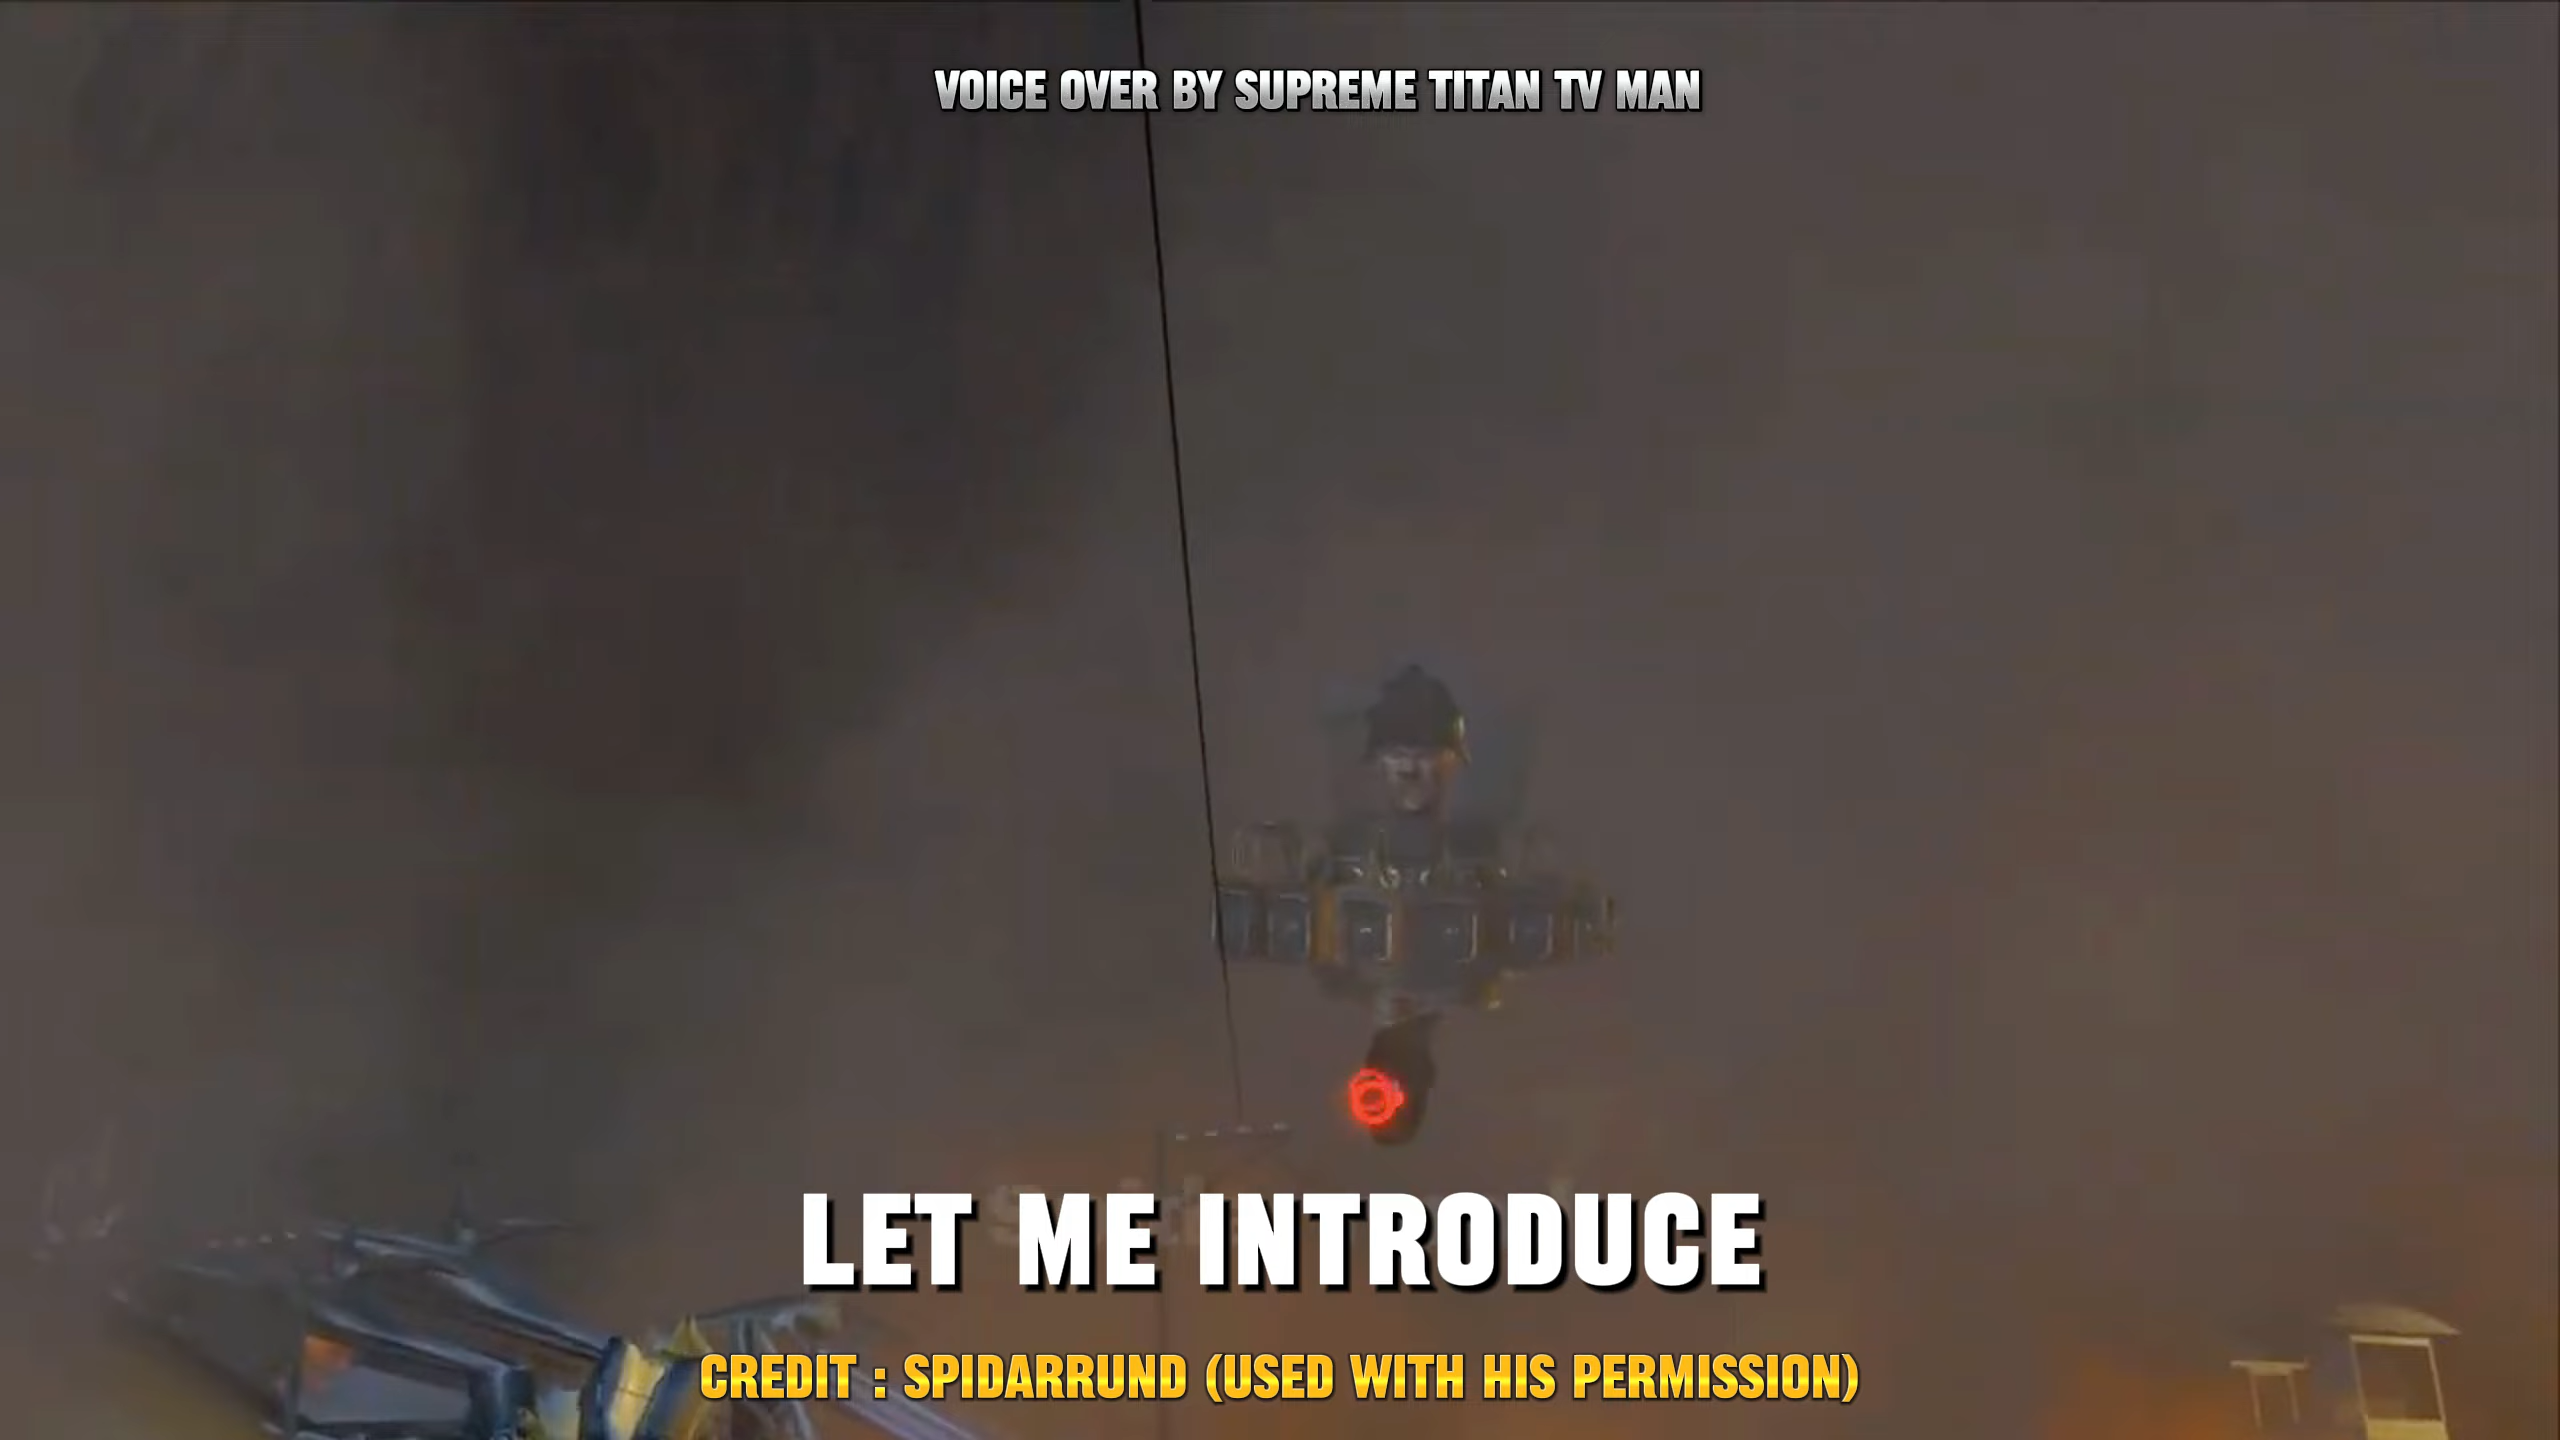 VOICE OVER BY SUPREME TITAN TV MAN
LET ME INTRODUCE
CREDIT : SPIDARRUND (USED WITH HIS PERMISSION)